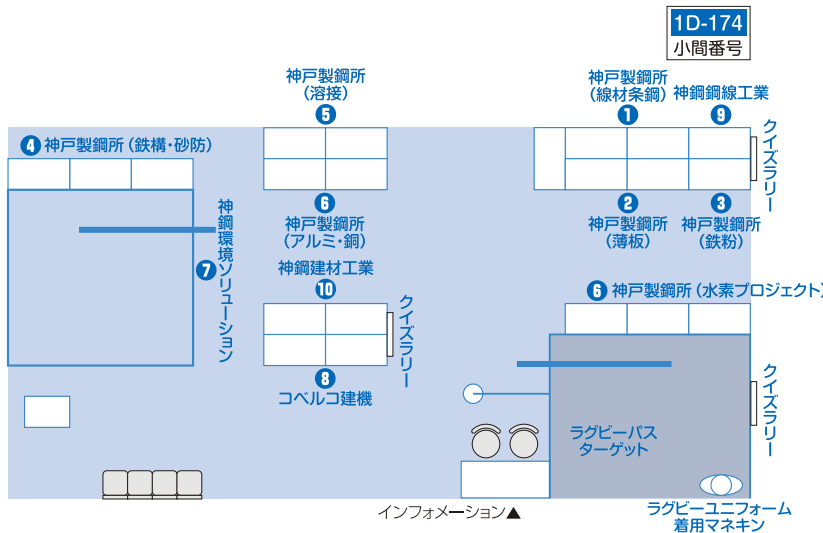 1D-174
小間番号
神戸製鋼所
（溶接）
5
神戸製鋼所
（線材条鋼）
1
神鋼鋼線工業
9
クイズラリー
4 神戸製鋼所（鉄構・砂防）
6
神戸製鋼所
（アルミ・銅）
2
神戸製鋼所
（薄板）
3
神戸製鋼所
（鉄粉）
7 神鋼環境ソリューション
神鋼建材工業
10
クイズラリー
8
コベルコ建機
6 神戸製鋼所（水素プロジェクト）
クイズラリー
ラグビーパス
ターゲット
インフォメーション▲
ラグビーユニフォーム
着用マネキン